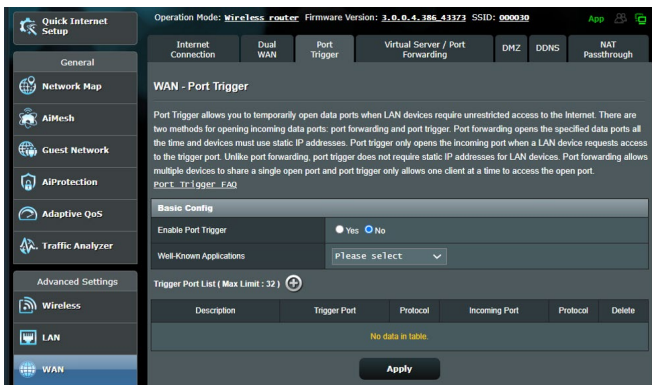 Quick Internet
Setup
Operation Mode: Wireless router Firmware Version: 3.0.0.4.386_43373 SSID: 000030
App
General
Internet
Connection
Dual
WAN
Port
Trigger
Virtual Server / Port
Forwarding
DMZ
DDNS
NAT
Passthrough
Network Map
AiMesh
Guest Network
AiProtection
Adaptive QoS
Traffic Analyzer
Advanced Settings
Wireless
LAN
WAN
WAN - Port Trigger
Port Trigger allows you to temporarily open data ports when LAN devices require unrestricted access to the Internet. There are
two methods for opening incoming data ports: port forwarding and port trigger. Port forwarding opens the specified data ports all
the time and devices must use static IP addresses. Port trigger only opens the incoming port when a LAN device requests access
to the trigger port. Unlike port forwarding, port trigger does not require static IP addresses for LAN devices. Port forwarding allows
multiple devices to share a single open port and port trigger only allows one client at a time to access the open port.
Port Trigger FAQ
Basic Config
Enable Port Trigger Yes No
Well-Known Applications Please select
Trigger Port List ( Max Limit : 32 )
Description Trigger Port Protocol Incoming Port Protocol Delete
No data in table.
Apply